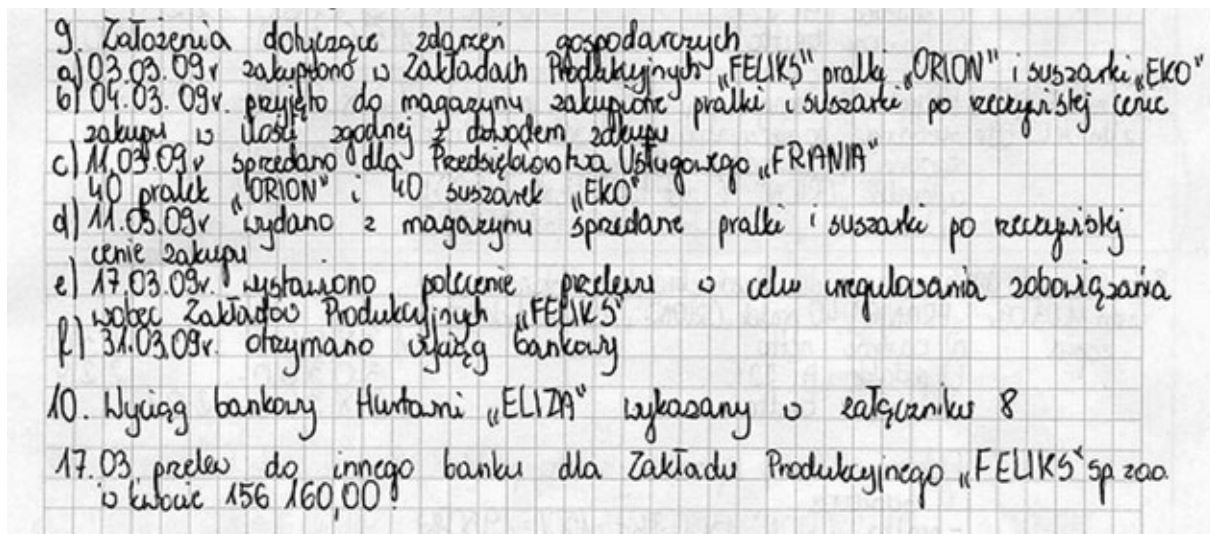 9. Założenia dotyczące zdarzeń gospodarczych
a) 03.03.09r zakupiono w Zakładach Produkcyjnych „FELIKS" pralki „ORION" i suszarki „EKO"
b) 04.03.09r. przyjęto do magazynu zakupione pralki i suszarki po rzeczywistej cenie
zakupu w ilości zgodnej z dowodem zakupu
c) 11.03.09r sprzedano dla Przedsiębiorstwa Usługowego „FRANIA"
40 pralek „ORION" i 40 suszarek „EKO"
d) 11.03.09r wydano z magazynu sprzedane pralki i suszarki po rzeczywistej
cenie zakupu
e) 17.03.09r. wystawiono polecenie przelewu w celu uregulowania zobowiązania
wobec Zakładów Produkcyjnych „FELIKS"
f) 31.03.09r. otrzymano wyciąg bankowy
10. Wyciąg bankowy Hurtowni „ELIZA" wykazany w załączniku 8
17.03 przelew do innego banku dla Zakładu Produkcyjnego „FELIKS" sp. zoo.
w kwocie 156 160,00.